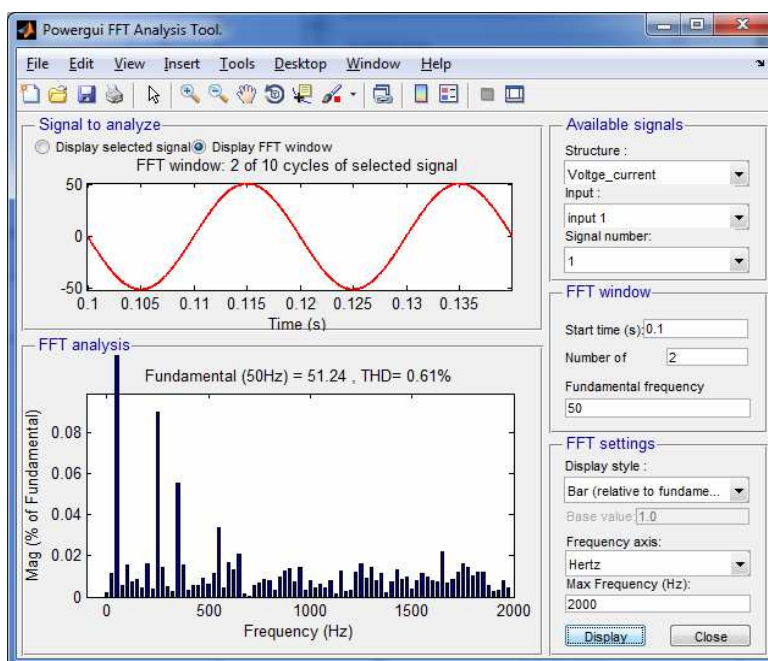 Powergui FFT Analysis Tool.
File Edit View Insert Tools Desktop Window Help
Signal to analyze
Display selected signal Display FFT window
FFT window: 2 of 10 cycles of selected signal
50
0
-50
0.1 0.105 0.11 0.115 0.12 0.125 0.13 0.135
Time (s)
FFT analysis
Fundamental (50Hz) = 51.24 , THD= 0.61%
Mag (% of Fundamental)
0.08
0.06
0.04
0.02
0
0 500 1000 1500 2000
Frequency (Hz)
Available signals
Structure :
Voltge_current
Input :
input 1
Signal number:
1
FFT window
Start time (s): 0.1
Number of 2
Fundamental frequency
50
FFT settings
Display style :
Bar (relative to fundame...
Base value: 1.0
Frequency axis:
Hertz
Max Frequency (Hz):
2000
Display Close